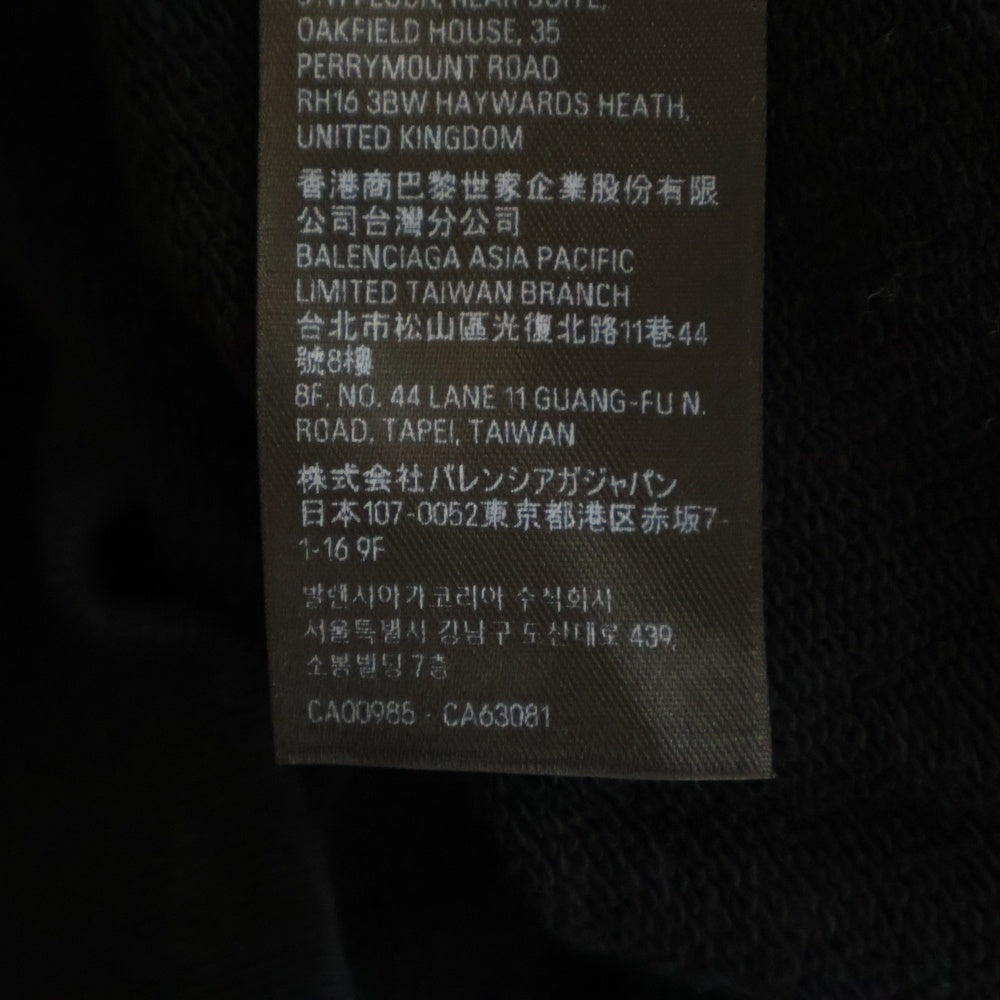 OAKFIELD HOUSE, 35
PERRYMOUNT ROAD
RH16 3BW HAYWARDS HEATH,
UNITED KINGDOM
香港商巴黎世家企業股份有限
公司台灣分公司
BALENCIAGA ASIA PACIFIC
LIMITED TAIWAN BRANCH
台北市松山區光復北路11巷44
號8樓
8F. NO. 44 LANE 11 GUANG-FU N.
ROAD, TAPEI, TAIWAN
株式会社バレンシアガジャパン
日本107-0052東京都港区赤坂7-
1-16 9F
발렌시아가코리아 수식회사
서울특별시 강남구 도산대로 439,
소봉빌딩 7층
CA00985 - CA63081